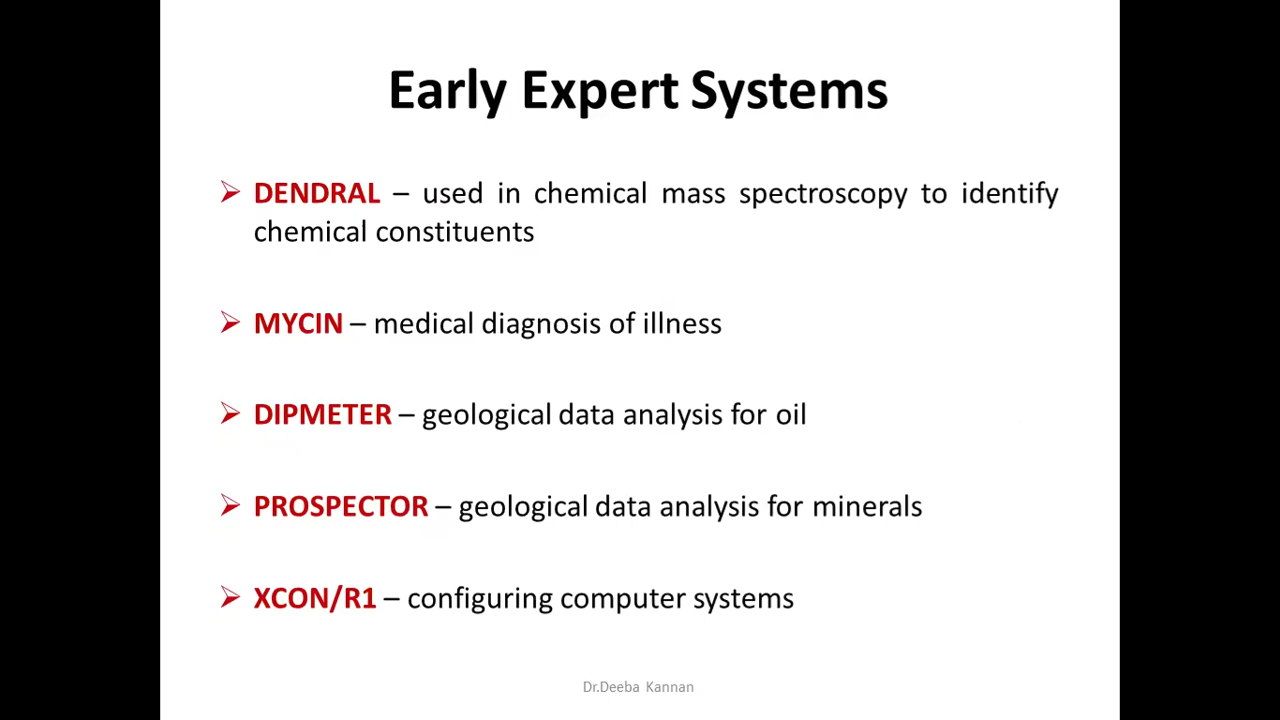 Early Expert Systems
➢ DENDRAL – used in chemical mass spectroscopy to identify
chemical constituents
➢ MYCIN – medical diagnosis of illness
➢ DIPMETER – geological data analysis for oil
➢ PROSPECTOR – geological data analysis for minerals
➢ XCON/R1 – configuring computer systems
Dr.Deeba Kannan